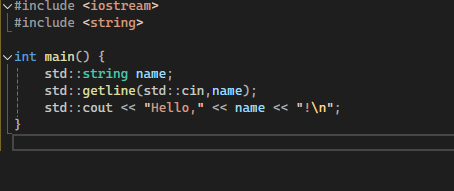 #include <iostream>
#include <string>

int main() {
    std::string name;
    std::getline(std::cin,name);
    std::cout << "Hello," << name << "!\n";
}